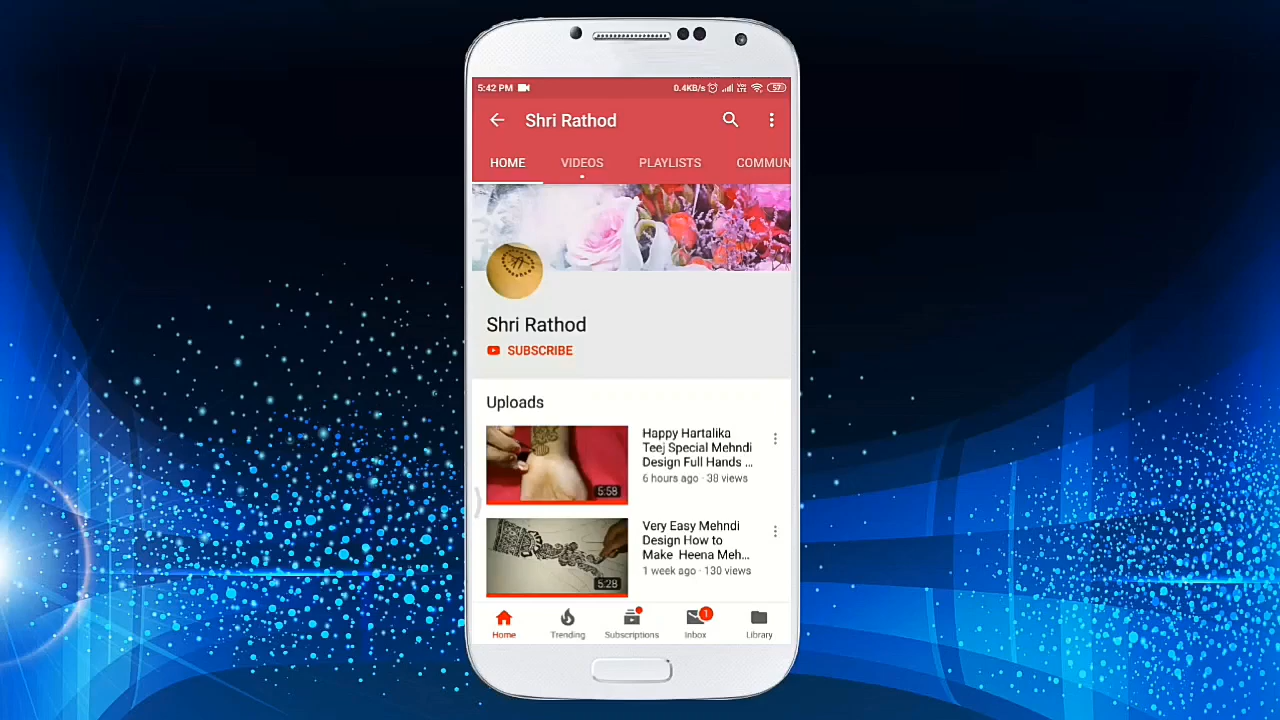 5:42 PM
0.4KB/s
57
Shri Rathod
HOME VIDEOS PLAYLISTS COMMUN
Shri Rathod
SUBSCRIBE
Uploads
Happy Hartalika
Teej Special Mehndi
Design Full Hands ...
6 hours ago · 38 views
5:58
Very Easy Mehndi
Design How to
Make Heena Meh...
1 week ago · 130 views
5:28
1
Home Trending Subscriptions Inbox Library